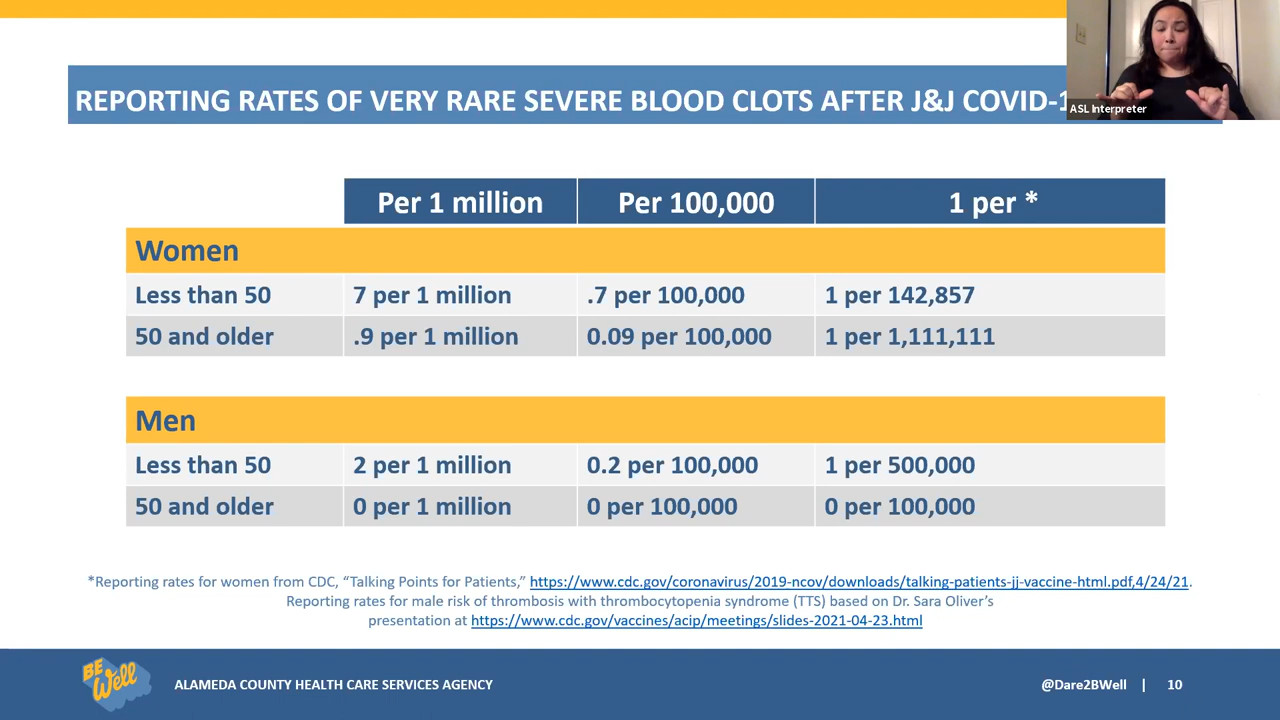 ASL Interpreter
REPORTING RATES OF VERY RARE SEVERE BLOOD CLOTS AFTER J&J COVID-1
Per 1 million Per 100,000 1 per *
Women
Less than 50 7 per 1 million .7 per 100,000 1 per 142,857
50 and older .9 per 1 million 0.09 per 100,000 1 per 1,111,111
Men
Less than 50 2 per 1 million 0.2 per 100,000 1 per 500,000
50 and older 0 per 1 million 0 per 100,000 0 per 100,000
*Reporting rates for women from CDC, “Talking Points for Patients,” https://www.cdc.gov/coronavirus/2019-ncov/downloads/talking-patients-jj-vaccine-html.pdf,4/24/21.
Reporting rates for male risk of thrombosis with thrombocytopenia syndrome (TTS) based on Dr. Sara Oliver’s
presentation at https://www.cdc.gov/vaccines/acip/meetings/slides-2021-04-23.html
BE Well
ALAMEDA COUNTY HEALTH CARE SERVICES AGENCY @Dare2BWell | 10